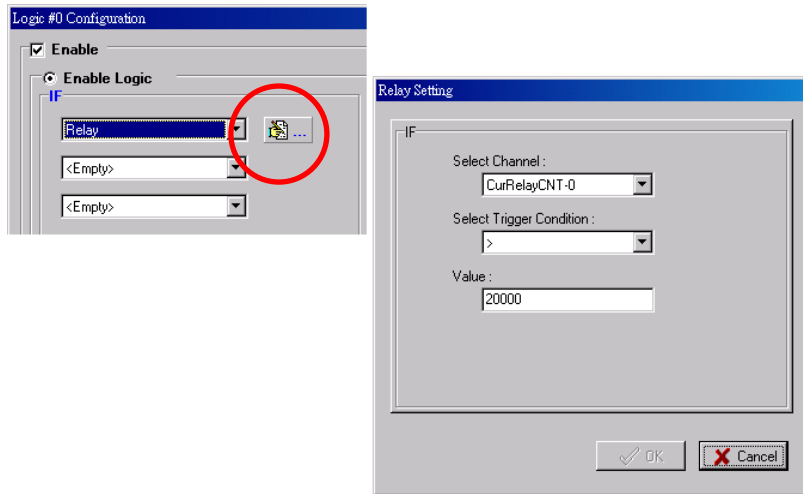 Logic #0 Configuration
Enable
Enable Logic
IF
Relay
...
<Empty>
<Empty>
Relay Setting
IF
Select Channel :
CurRelayCNT-0
Select Trigger Condition :
>
Value :
20000
OK
Cancel